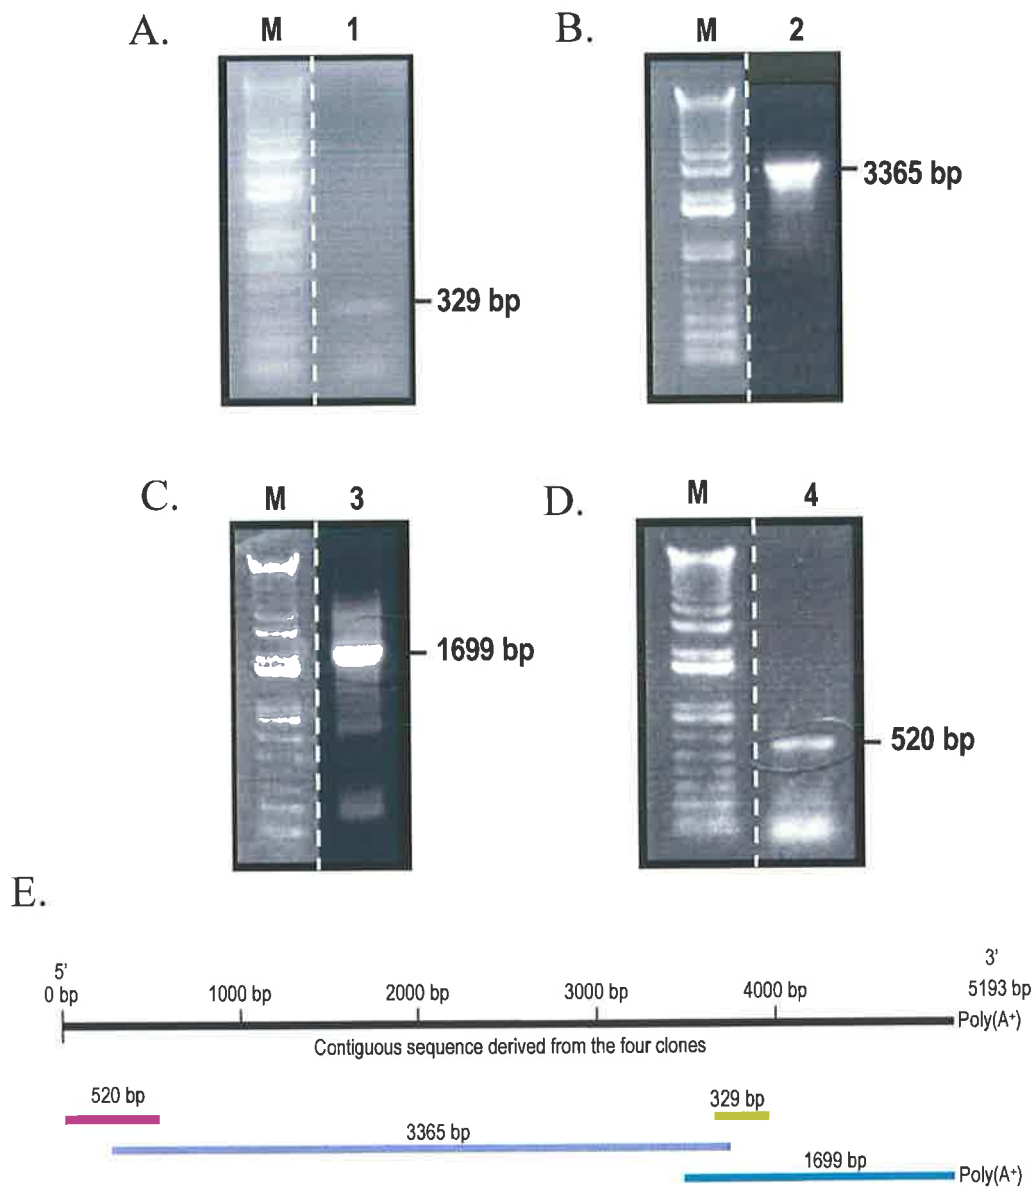 A.
M 1
329 bp
B.
M 2
3365 bp
C.
M 3
1699 bp
D.
M 4
520 bp
E.
5’ 3’
0 bp 1000 bp 2000 bp 3000 bp 4000 bp 5193 bp
Poly(A⁺)
Contiguous sequence derived from the four clones
520 bp 329 bp
3365 bp
1699 bp Poly(A⁺)